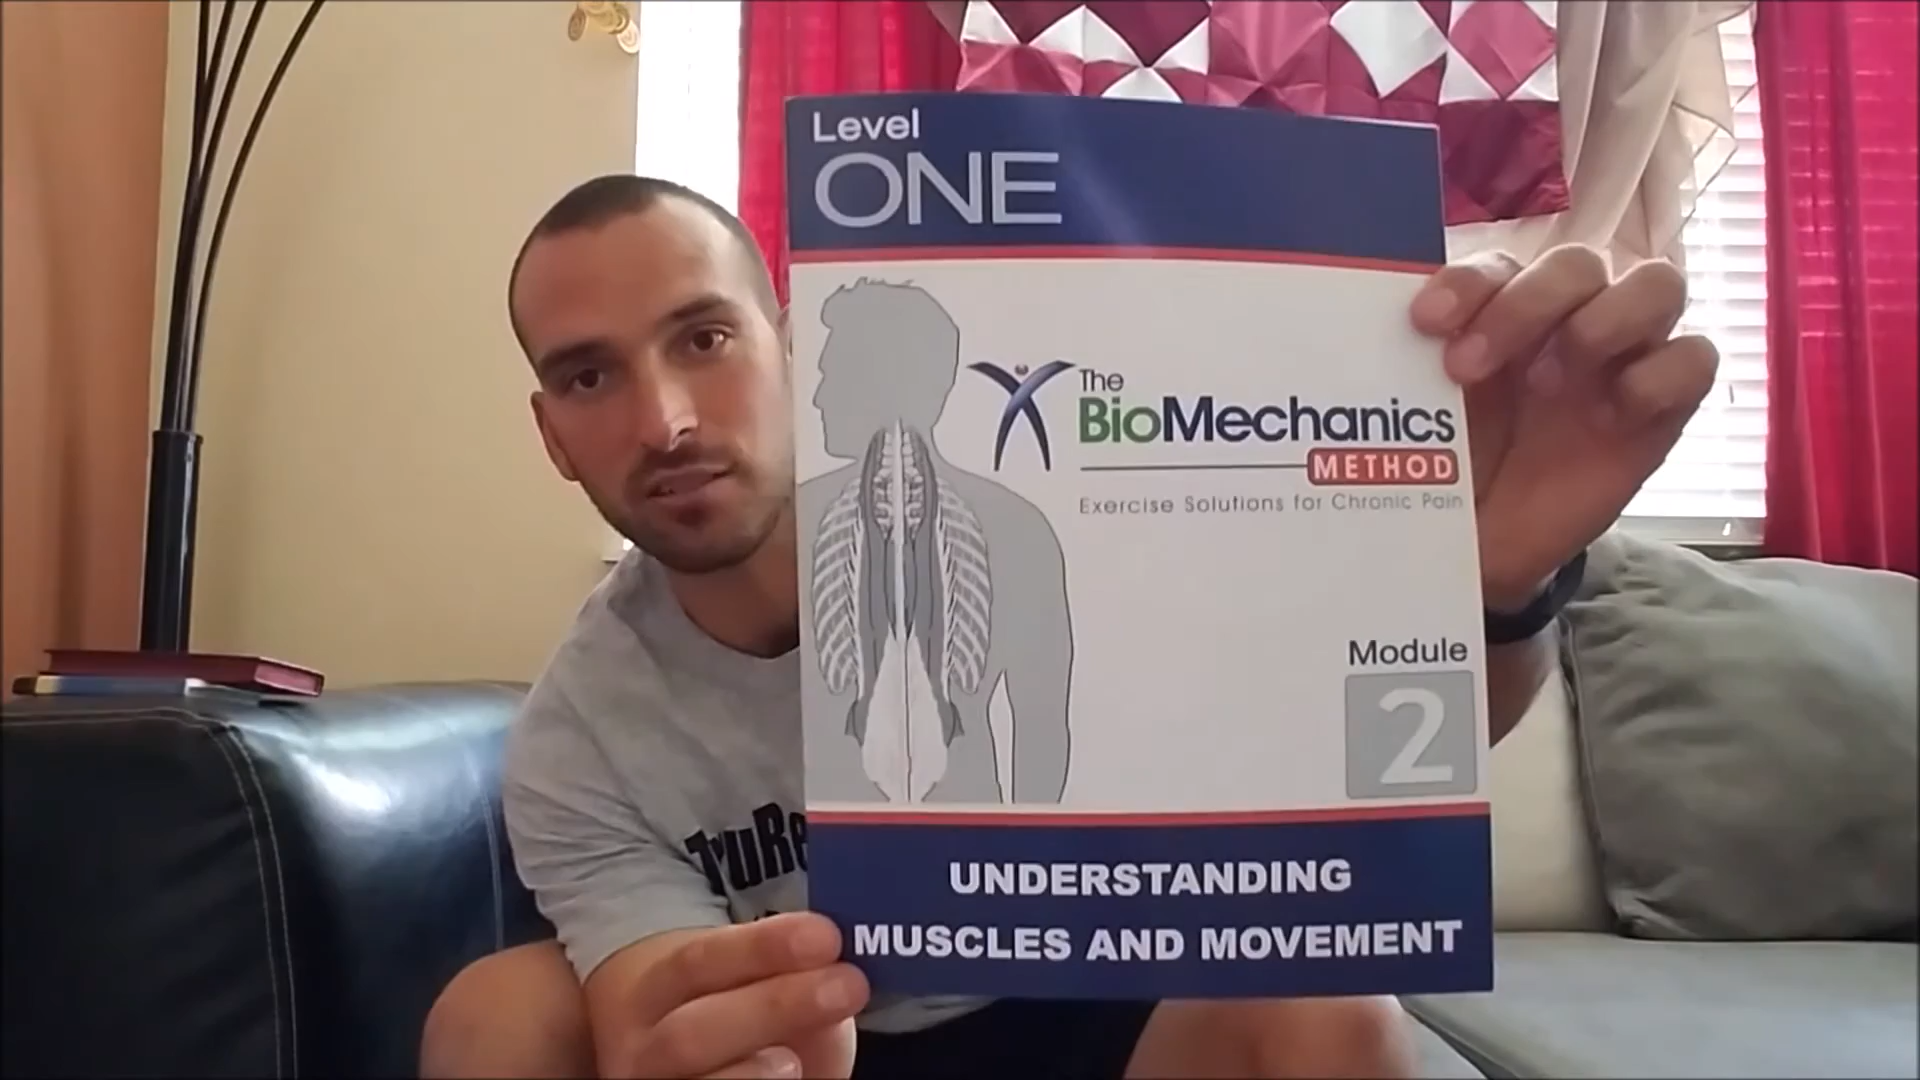 Level
ONE
The
BioMechanics
METHOD
Exercise Solutions for Chronic Pain
Module
2
UNDERSTANDING
MUSCLES AND MOVEMENT